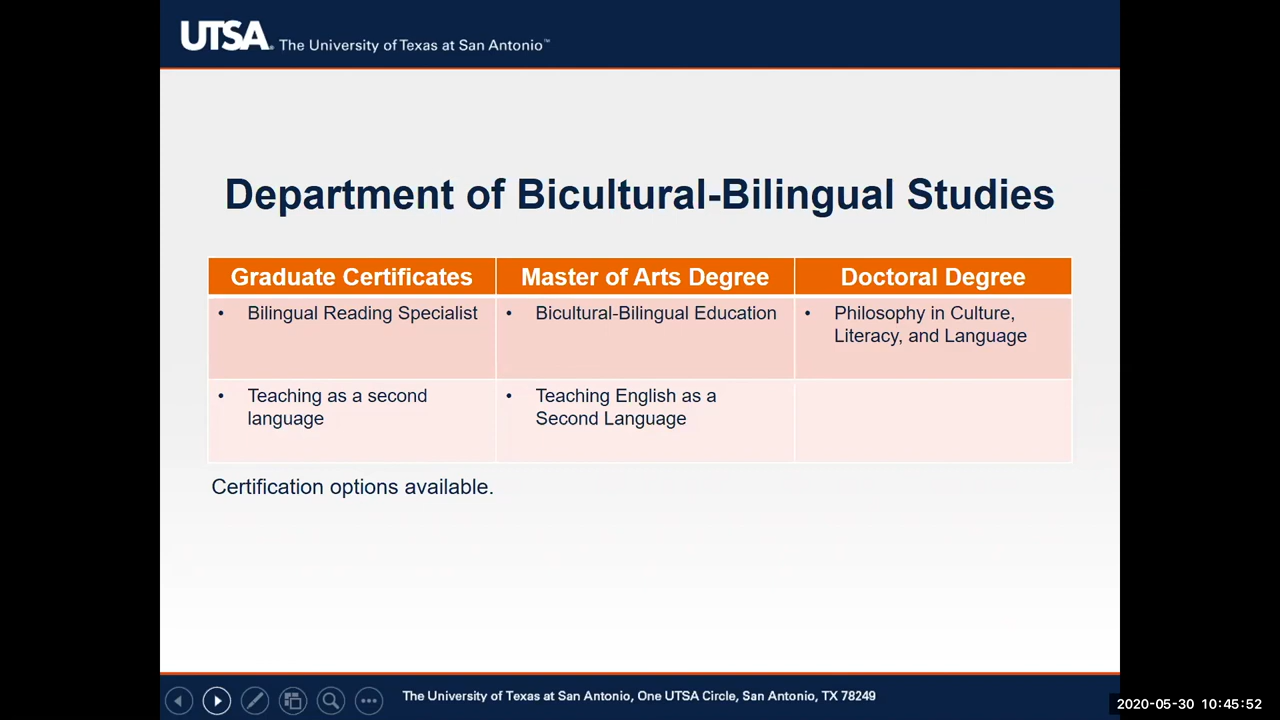 UTSA. The University of Texas at San Antonio™
Department of Bicultural-Bilingual Studies
Graduate Certificates
Master of Arts Degree
Doctoral Degree
• Bilingual Reading Specialist
• Bicultural-Bilingual Education
• Philosophy in Culture,
Literacy, and Language
• Teaching as a second
language
• Teaching English as a
Second Language
Certification options available.
The University of Texas at San Antonio, One UTSA Circle, San Antonio, TX 78249
2020-05-30 10:45:52